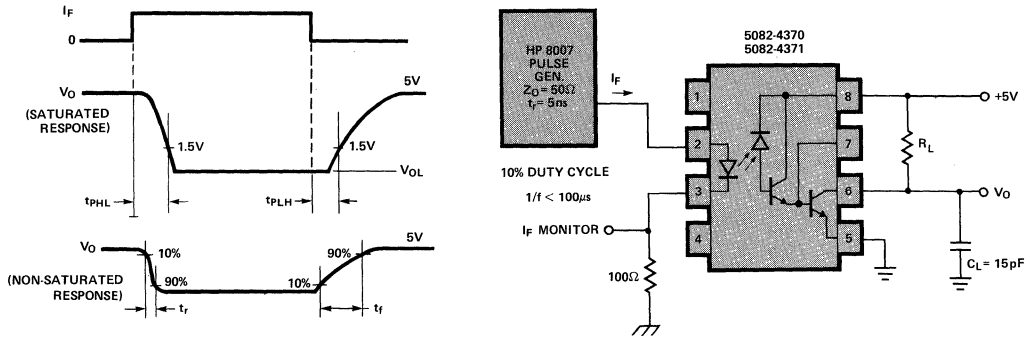 IF
0
VO
(SATURATED
RESPONSE)
5V
1.5V
1.5V
VOL
tPHL
tPLH
VO
(NON-SATURATED
RESPONSE)
5V
10%
90%
90%
10%
tr
tf
HP 8007
PULSE
GEN.
ZO = 50Ω
tr = 5ns
IF
10% DUTY CYCLE
1/f < 100μs
IF MONITOR
100Ω
5082-4370
5082-4371
1
2
3
4
8
7
6
5
+5V
RL
VO
CL = 15pF